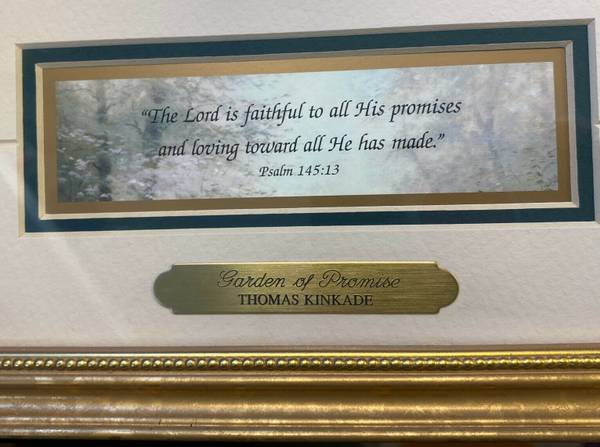 “The Lord is faithful to all His promises
and loving toward all He has made.”
Psalm 145:13
Garden of Promise
THOMAS KINKADE